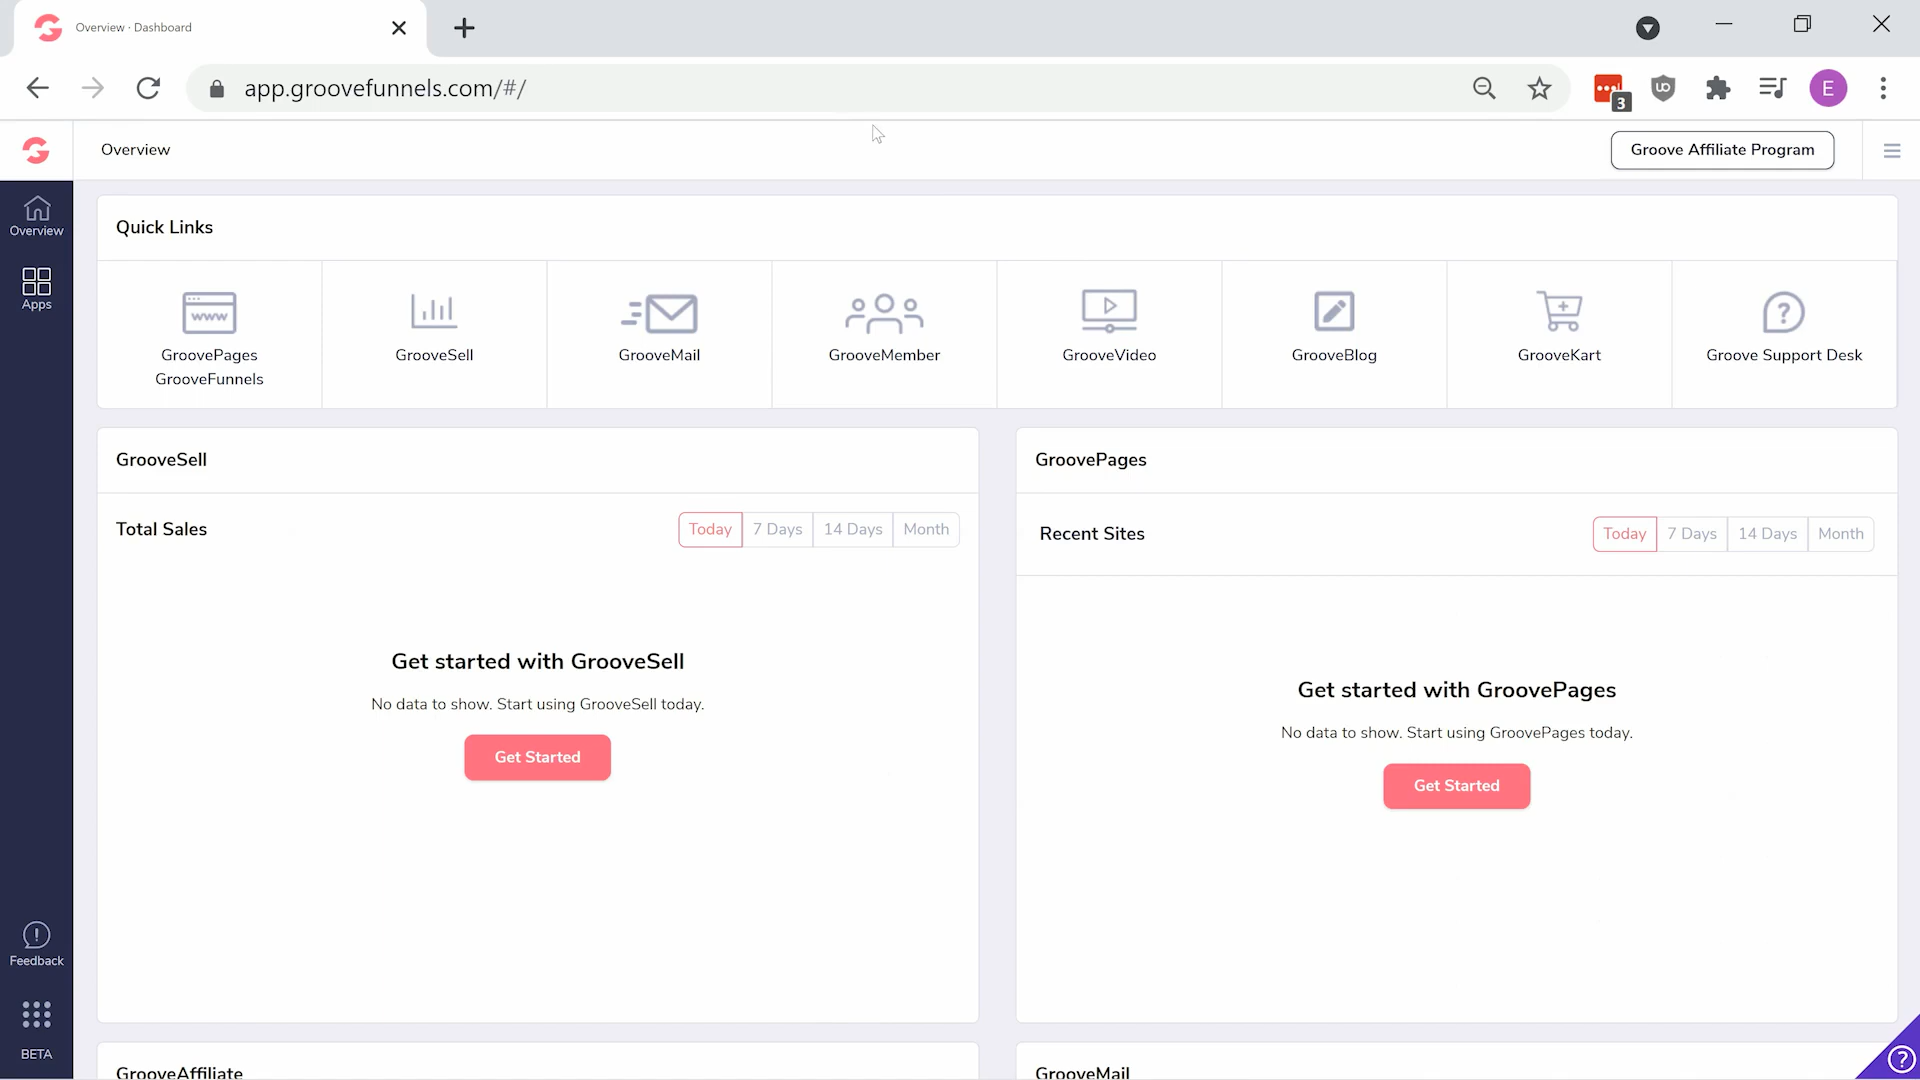 Overview · Dashboard
app.groovefunnels.com/#/
3
E
Overview
Groove Affiliate Program
Overview
Apps
Quick Links
www
GroovePages
GrooveFunnels
GrooveSell
GrooveMail
GrooveMember
GrooveVideo
GrooveBlog
GrooveKart
Groove Support Desk
GrooveSell
Total Sales
Today 7 Days 14 Days Month
Get started with GrooveSell
No data to show. Start using GrooveSell today.
Get Started
GroovePages
Recent Sites
Today 7 Days 14 Days Month
Get started with GroovePages
No data to show. Start using GroovePages today.
Get Started
Feedback
BETA
GrooveAffiliate
GrooveMail